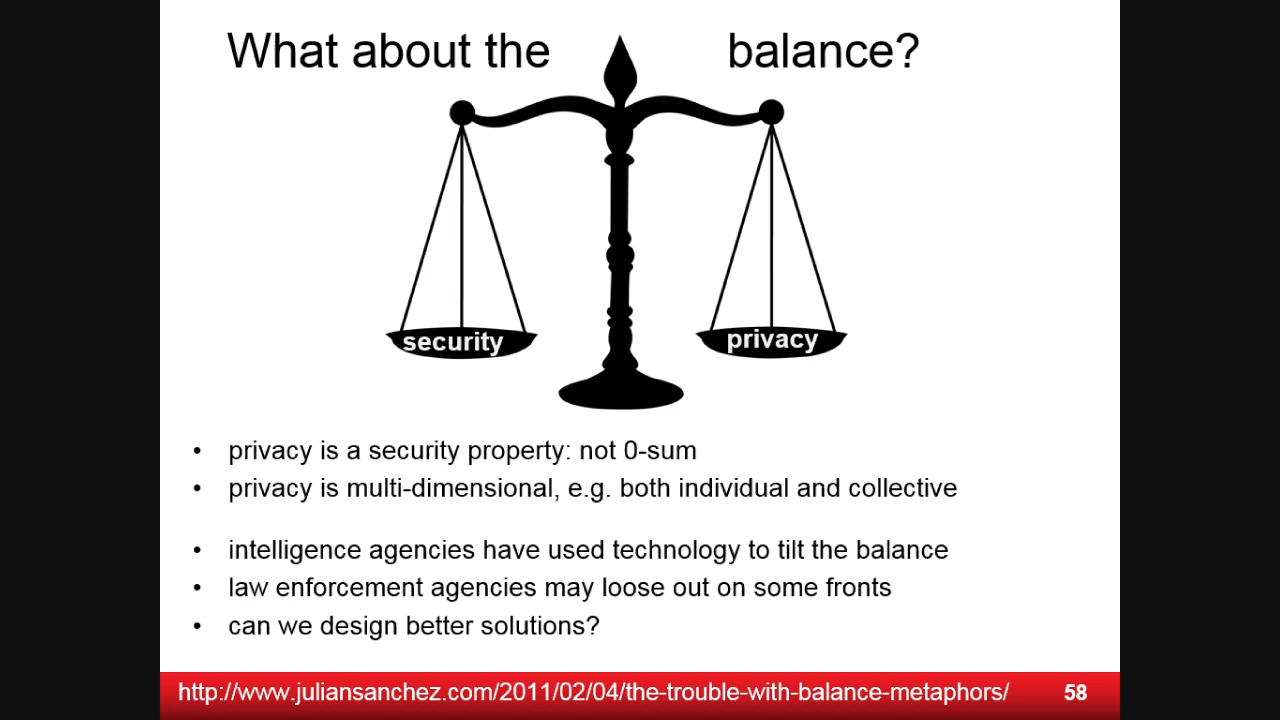 What about the balance?
security
privacy
• privacy is a security property: not 0-sum
• privacy is multi-dimensional, e.g. both individual and collective
• intelligence agencies have used technology to tilt the balance
• law enforcement agencies may loose out on some fronts
• can we design better solutions?
http://www.juliansanchez.com/2011/02/04/the-trouble-with-balance-metaphors/ 58